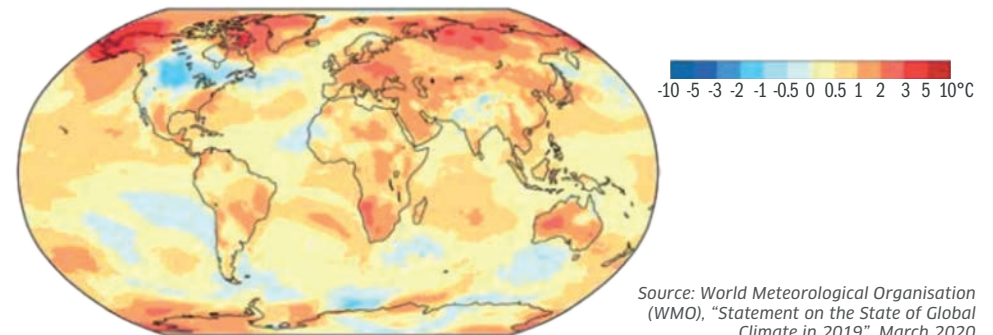 -10 -5 -3 -2 -1 -0.5 0 0.5 1 2 3 5 10°C
Source: World Meteorological Organisation
(WMO), “Statement on the State of Global
Climate in 2019”, March 2020